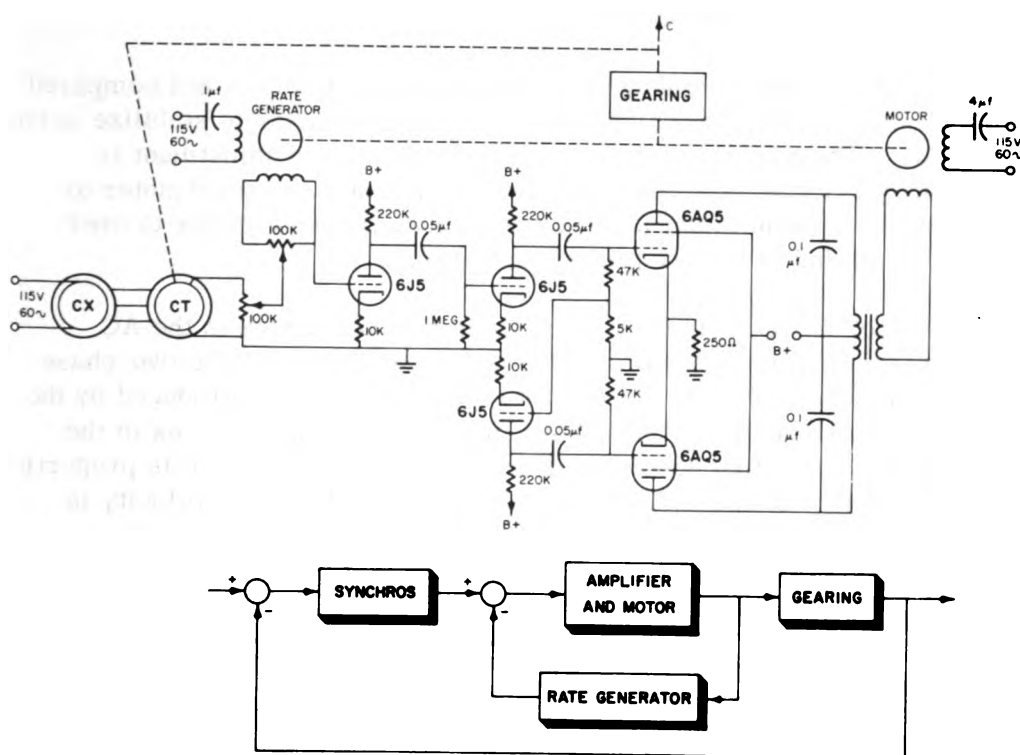 C
GEARING
1μf
RATE
GENERATOR
MOTOR
4μf
115V
60~
115V
60~
B+
B+
220K
220K
0.05μf
0.05μf
6AQ5
100K
6J5
6J5
47K
0.1
μf
115V
60~
CX
CT
100K
10K
1 MEG
10K
5K
250Ω
B+
10K
47K
6J5
0.05μf
6AQ5
0.1
μf
220K
B+
+
-
SYNCHROS
+
-
AMPLIFIER
AND MOTOR
GEARING
RATE GENERATOR